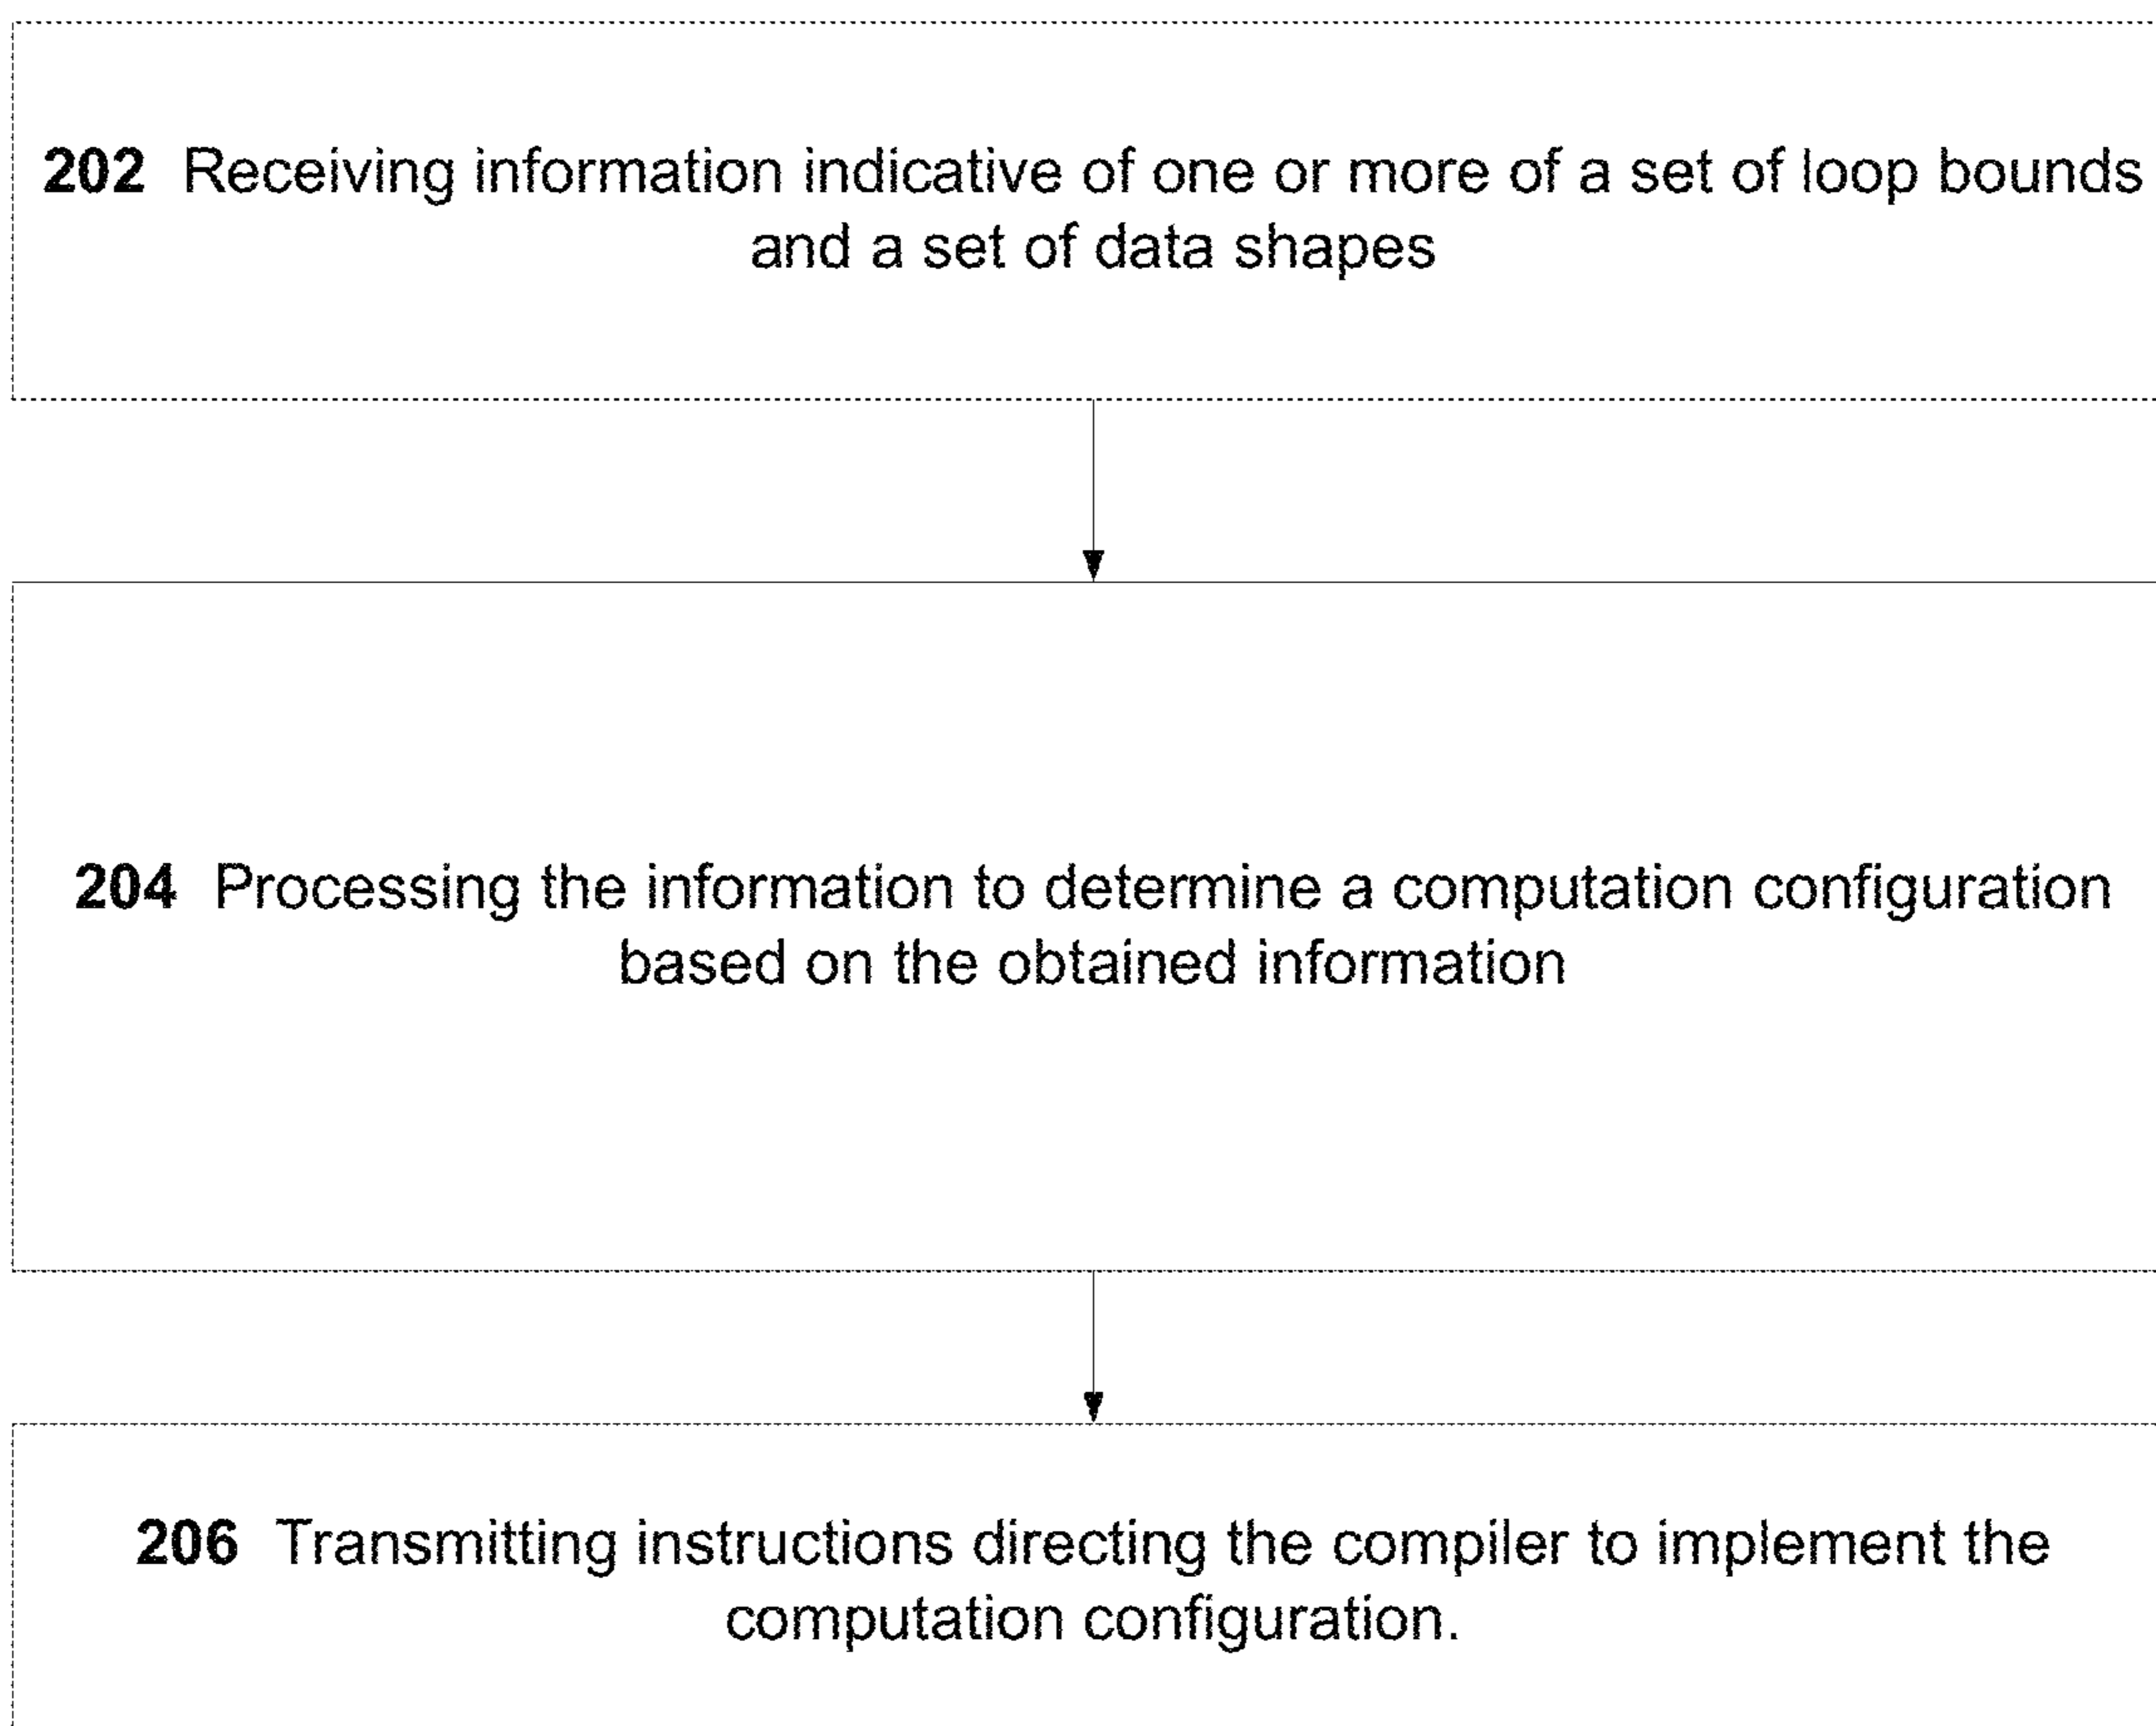 202 Receiving information indicative of one or more of a set of loop bounds
and a set of data shapes
204 Processing the information to determine a computation configuration
based on the obtained information
206 Transmitting instructions directing the compiler to implement the
computation configuration.